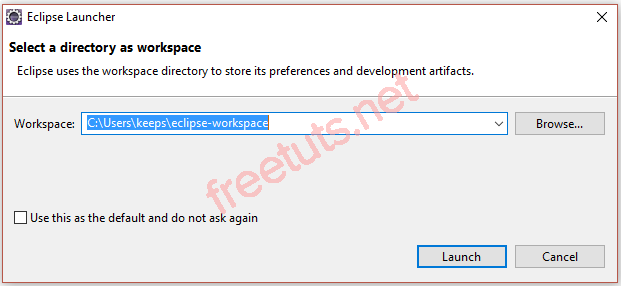 Eclipse Launcher
Select a directory as workspace
Eclipse uses the workspace directory to store its preferences and development artifacts.
Workspace: C:\Users\keeps\eclipse-workspace Browse...
freetuts.net
Use this as the default and do not ask again
Launch Cancel